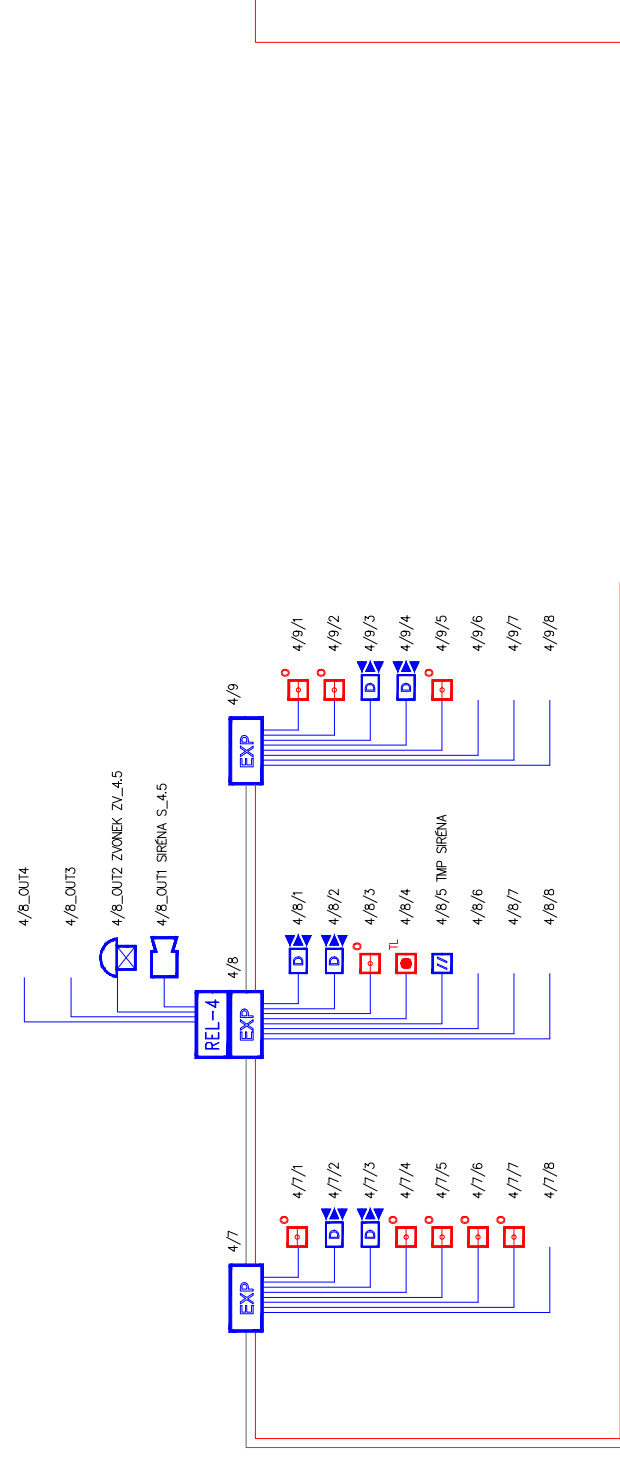 4/8_OUT4
4/8_OUT3
4/8_OUT2 ZVONEK ZV_4.5
4/8_OUT1 SIRÉNA S_4.5
4/7
EXP
O 4/7/1
D 4/7/2
D 4/7/3
O 4/7/4
O 4/7/5
O 4/7/6
O 4/7/7
4/7/8
4/8
REL-4
EXP
D 4/8/1
D 4/8/2
O 4/8/3
TL 4/8/4
4/8/5 TMP SIRÉNA
4/8/6
4/8/7
4/8/8
4/9
EXP
O 4/9/1
O 4/9/2
D 4/9/3
D 4/9/4
O 4/9/5
4/9/6
4/9/7
4/9/8